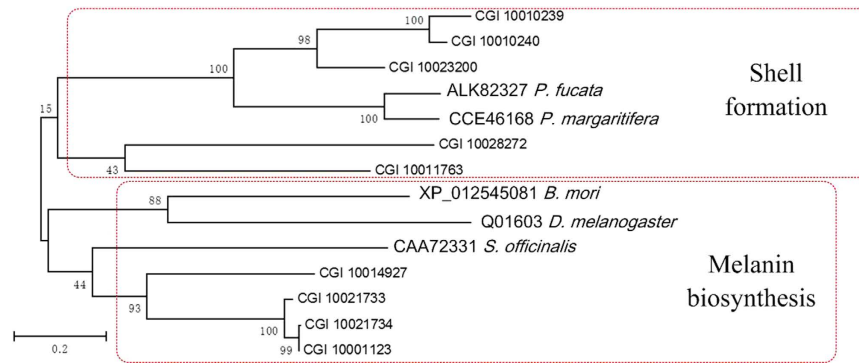 100
CGI 10010239
98
CGI 10010240
100
CGI 10023200
Shell
formation
ALK82327 P. fucata
15
100
CCE46168 P. margaritifera
CGI 10028272
43
CGI 10011763
88
XP_012545081 B. mori
Q01603 D. melanogaster
CAA72331 S. officinalis
44
CGI 10014927
Melanin
biosynthesis
93
CGI 10021733
100
CGI 10021734
99
CGI 10001123
0.2